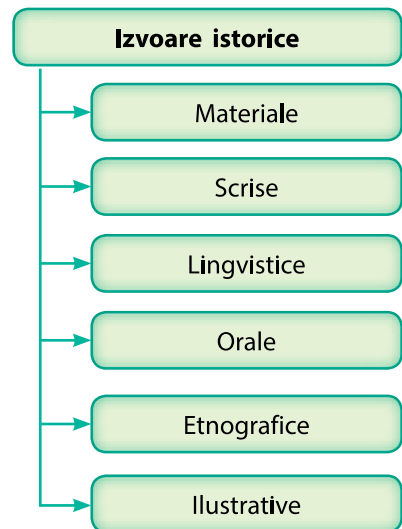 Izvoare istorice
Materiale
Scrise
Lingvistice
Orale
Etnografice
Ilustrative